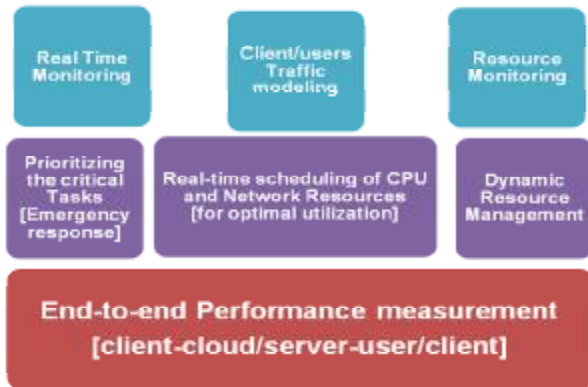 Real Time
Monitoring
Client/users
Traffic
modeling
Resource
Monitoring
Prioritizing
the critical
Tasks
[Emergency
response]
Real-time scheduling of CPU
and Network Resources
[for optimal utilization]
Dynamic
Resource
Management
End-to-end Performance measurement
[client-cloud/server-user/client]